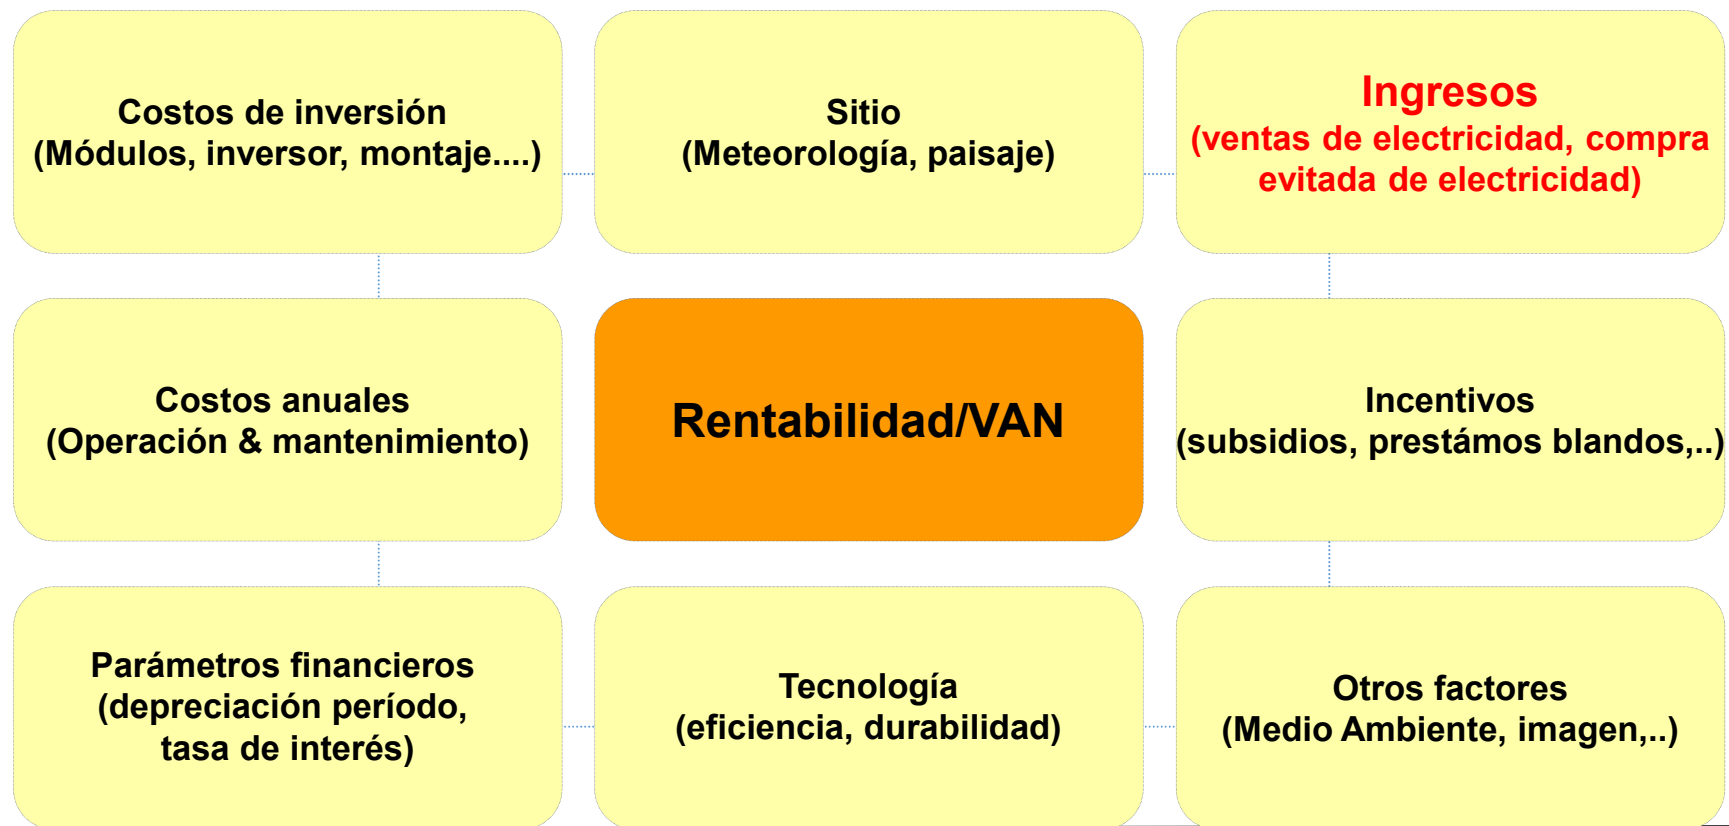 Costos de inversión
(Módulos, inversor, montaje....)
Sitio
(Meteorología, paisaje)
Ingresos
(ventas de electricidad, compra
evitada de electricidad)
Costos anuales
(Operación & mantenimiento)
Rentabilidad/VAN
Incentivos
(subsidios, prestámos blandos,..)
Parámetros financieros
(depreciación período,
tasa de interés)
Tecnología
(eficiencia, durabilidad)
Otros factores
(Medio Ambiente, imagen,..)